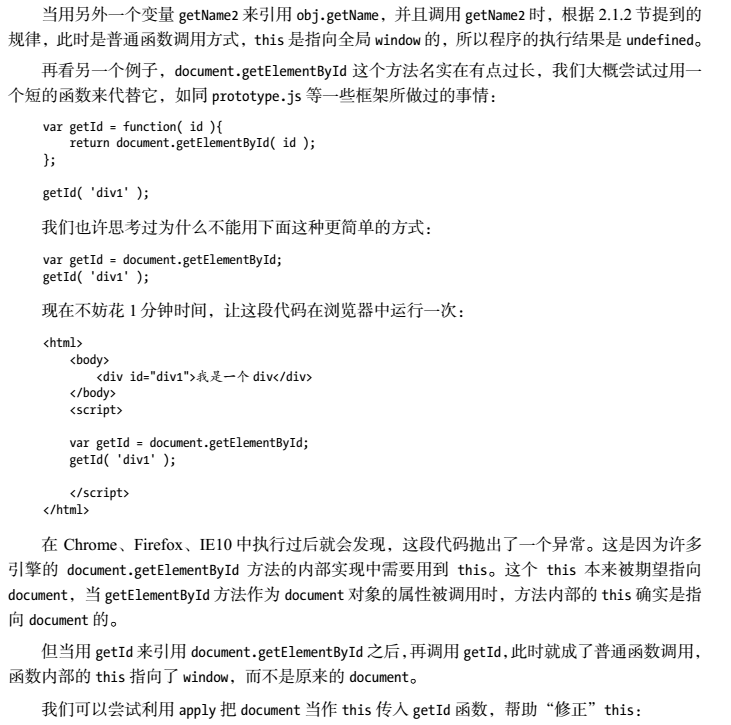 当用另外一个变量 getName2 来引用 obj.getName，并且调用 getName2 时，根据 2.1.2 节提到的
规律，此时是普通函数调用方式，this 是指向全局 window 的，所以程序的执行结果是 undefined。
再看另一个例子，document.getElementById 这个方法名实在有点过长，我们大概尝试过用一
个短的函数来代替它，如同 prototype.js 等一些框架所做过的事情：
var getId = function( id ){
    return document.getElementById( id );
};
getId( 'div1' );
我们也许思考过为什么不能用下面这种更简单的方式：
var getId = document.getElementById;
getId( 'div1' );
现在不妨花 1 分钟时间，让这段代码在浏览器中运行一次：
<html>
    <body>
        <div id="div1">我是一个 div</div>
    </body>
    <script>
    var getId = document.getElementById;
    getId( 'div1' );
    </script>
</html>
在 Chrome、Firefox、IE10 中执行过后就会发现，这段代码抛出了一个异常。这是因为许多
引擎的 document.getElementById 方法的内部实现中需要用到 this。这个 this 本来被期望指向
document，当 getElementById 方法作为 document 对象的属性被调用时，方法内部的 this 确实是指
向 document 的。
但当用 getId 来引用 document.getElementById 之后，再调用 getId，此时就成了普通函数调用，
函数内部的 this 指向了 window，而不是原来的 document。
我们可以尝试利用 apply 把 document 当作 this 传入 getId 函数，帮助“修正”this：